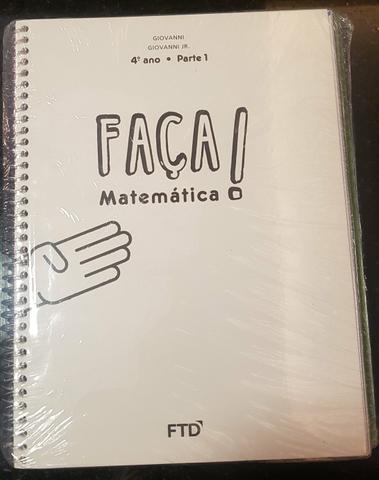 GIOVANNI
GIOVANNI JR.
4º ano • Parte 1
FAÇA!
Matemática
FTD